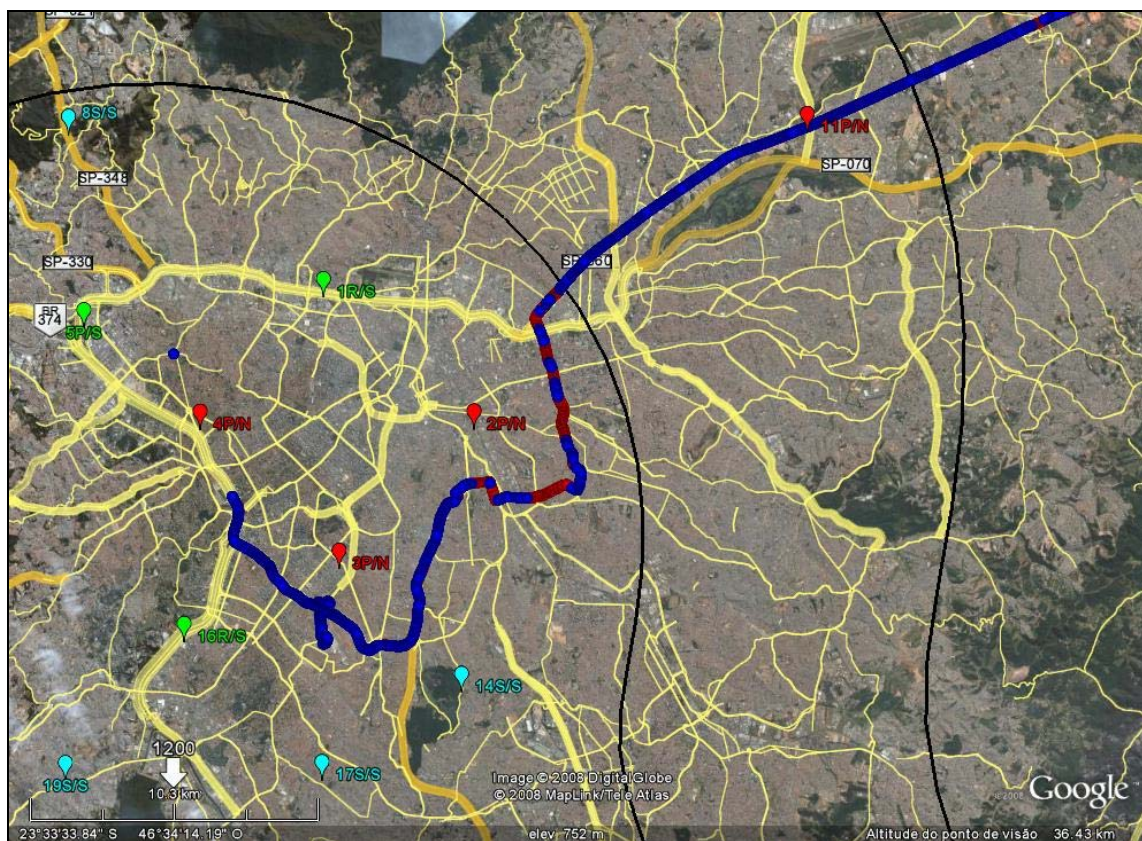 SP-021
8S/S
11P/N
SP-348
SP-070
SP-330
1R/S
BR
374
5P/S
4P/N
2P/N
3P/N
16R/S
14S/S
1200
19S/S
17S/S
10.3 km
Image © 2008 DigitalGlobe
© 2008 MapLink/Tele Atlas
© 2008 Google
23°33'33.84" S 46°34'14.19" O
elev 752 m
Altitude do ponto de visão 36.43 km